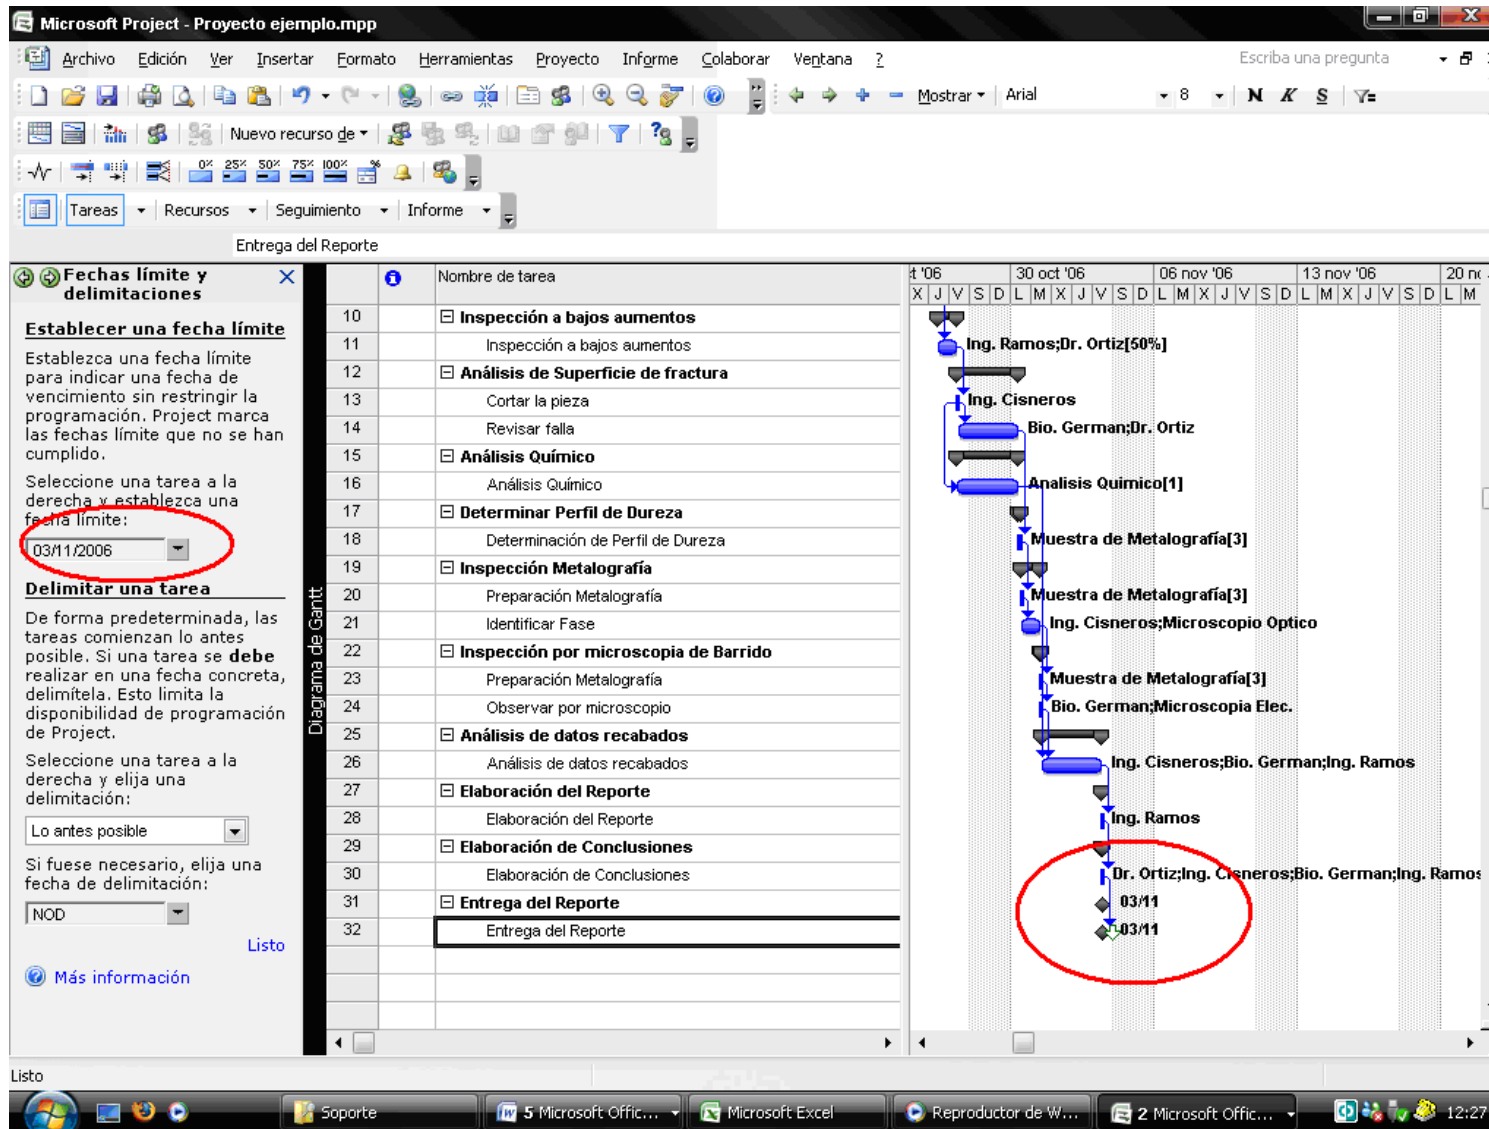 Microsoft Project - Proyecto ejemplo.mpp
Archivo Edición Ver Insertar Formato Herramientas Proyecto Informe Colaborar Ventana ? Escriba una pregunta
Mostrar Arial 8 N K S
Nuevo recurso de
0% 25% 50% 75% 100% %
Tareas Recursos Seguimiento Informe
Entrega del Reporte
Fechas límite y
delimitaciones
Establecer una fecha límite
Establezca una fecha límite
para indicar una fecha de
vencimiento sin restringir la
programación. Project marca
las fechas límite que no se han
cumplido.
Seleccione una tarea a la
derecha y establezca una
fecha límite:
03/11/2006
Delimitar una tarea
De forma predeterminada, las
tareas comienzan lo antes
posible. Si una tarea se debe
realizar en una fecha concreta,
delimítela. Esto limita la
disponibilidad de programación
de Project.
Seleccione una tarea a la
derecha y elija una
delimitación:
Lo antes posible
Si fuese necesario, elija una
fecha de delimitación:
NOD
Listo
Más información
Diagrama de Gantt
Nombre de tarea
10 Inspección a bajos aumentos
11 Inspección a bajos aumentos
12 Análisis de Superficie de fractura
13 Cortar la pieza
14 Revisar falla
15 Análisis Químico
16 Análisis Químico
17 Determinar Perfil de Dureza
18 Determinación de Perfil de Dureza
19 Inspección Metalografía
20 Preparación Metalografía
21 Identificar Fase
22 Inspección por microscopia de Barrido
23 Preparación Metalografía
24 Observar por microscopio
25 Análisis de datos recabados
26 Análisis de datos recabados
27 Elaboración del Reporte
28 Elaboración del Reporte
29 Elaboración de Conclusiones
30 Elaboración de Conclusiones
31 Entrega del Reporte
32 Entrega del Reporte
t '06 30 oct '06 06 nov '06 13 nov '06 20 no
X J V S D L M X J V S D L M X J V S D L M X J V S D L M
Ing. Ramos;Dr. Ortiz[50%]
Ing. Cisneros
Bio. German;Dr. Ortiz
Analisis Quimico[1]
Muestra de Metalografía[3]
Muestra de Metalografía[3]
Ing. Cisneros;Microscopio Optico
Muestra de Metalografía[3]
Bio. German;Microscopia Elec.
Ing. Cisneros;Bio. German;Ing. Ramos
Ing. Ramos
Dr. Ortiz;Ing. Cisneros;Bio. German;Ing. Ramos
03/11
03/11
Listo
Soporte 5 Microsoft Offic... Microsoft Excel Reproductor de W... 2 Microsoft Offic... 12:27